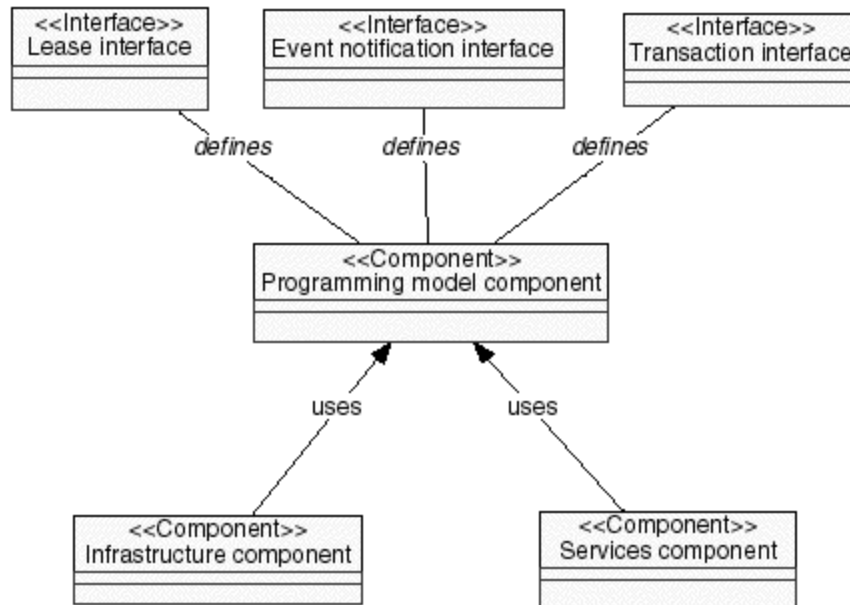 <<Interface>>
Lease interface
<<Interface>>
Event notification interface
<<Interface>>
Transaction interface
defines
defines
defines
<<Component>>
Programming model component
uses
uses
<<Component>>
Infrastructure component
<<Component>>
Services component